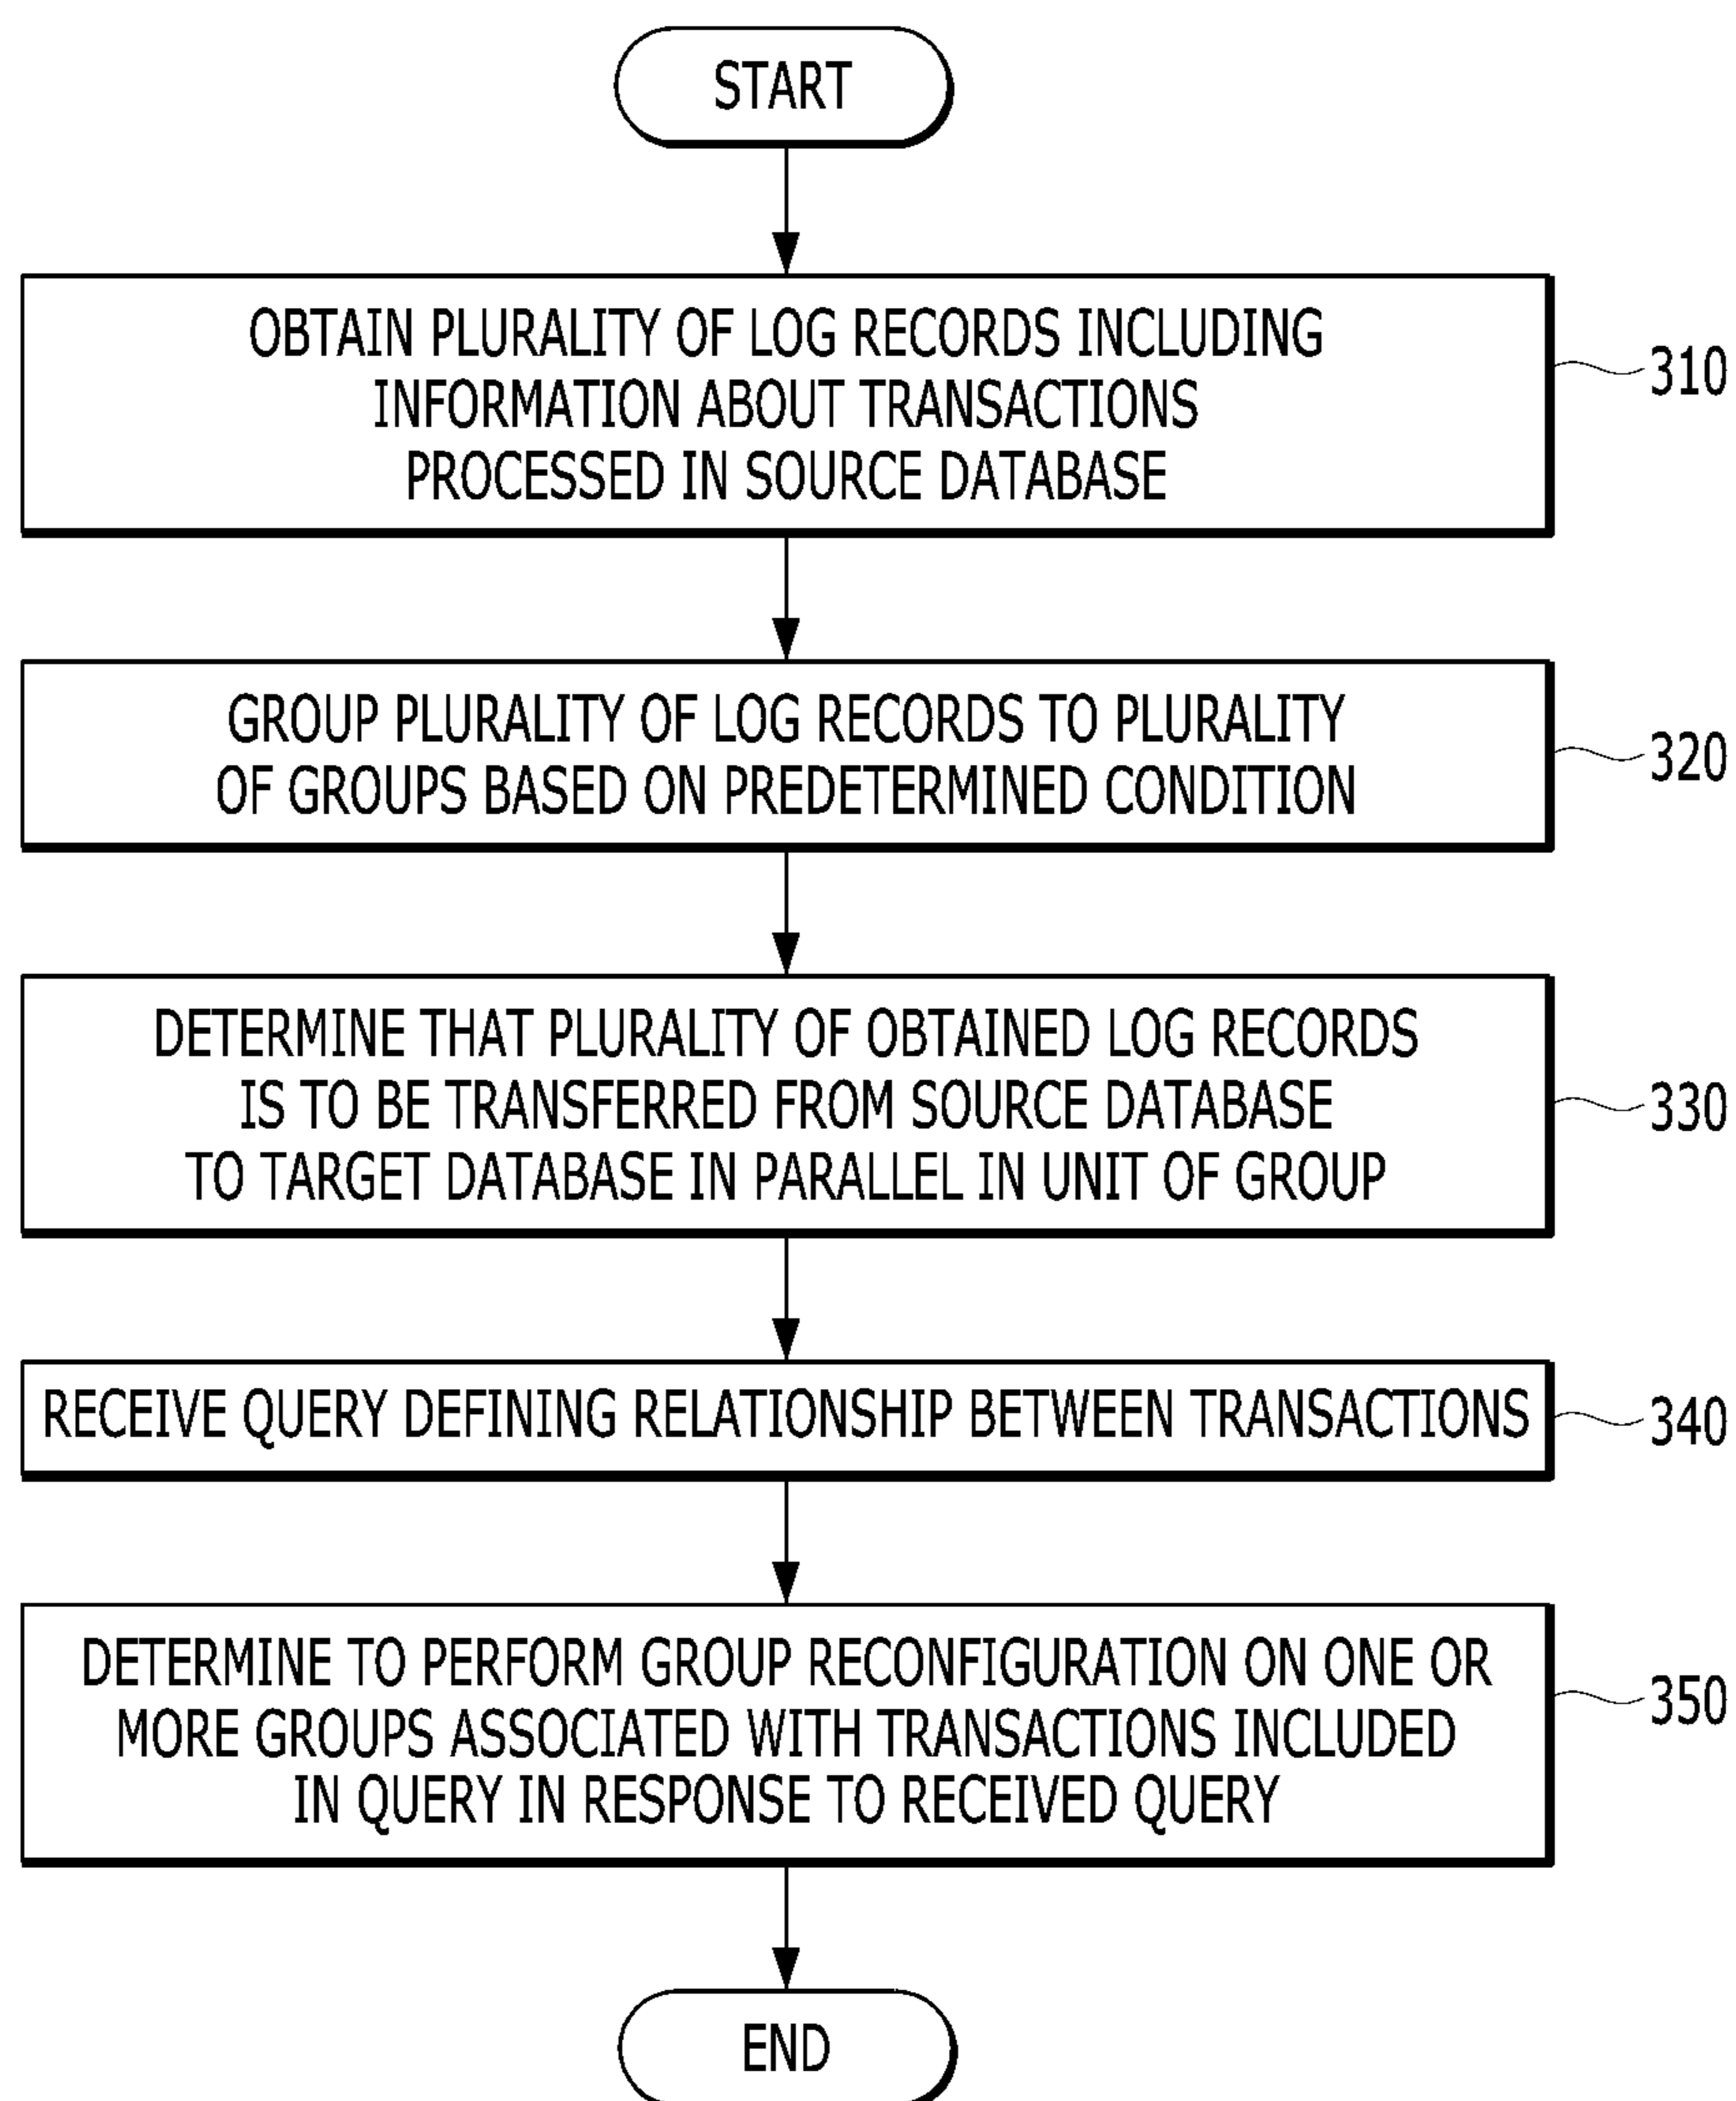 START
OBTAIN PLURALITY OF LOG RECORDS INCLUDING
INFORMATION ABOUT TRANSACTIONS
PROCESSED IN SOURCE DATABASE
310
GROUP PLURALITY OF LOG RECORDS TO PLURALITY
OF GROUPS BASED ON PREDETERMINED CONDITION
320
DETERMINE THAT PLURALITY OF OBTAINED LOG RECORDS
IS TO BE TRANSFERRED FROM SOURCE DATABASE
TO TARGET DATABASE IN PARALLEL IN UNIT OF GROUP
330
RECEIVE QUERY DEFINING RELATIONSHIP BETWEEN TRANSACTIONS
340
DETERMINE TO PERFORM GROUP RECONFIGURATION ON ONE OR
MORE GROUPS ASSOCIATED WITH TRANSACTIONS INCLUDED
IN QUERY IN RESPONSE TO RECEIVED QUERY
350
END